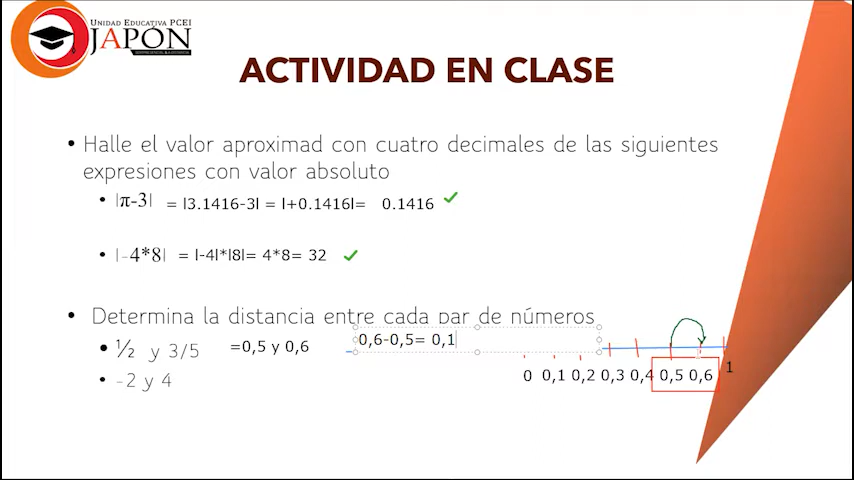 UNIDAD EDUCATIVA PCEI
JAPÓN
ACTIVIDAD EN CLASE
• Halle el valor aproximad con cuatro decimales de las siguientes
expresiones con valor absoluto
• |π-3| = I3.1416-3I = I+0.1416I= 0.1416
• |-4*8| = I-4I*I8I= 4*8= 32
• Determina la distancia entre cada par de números
• ½ y 3/5 =0,5 y 0,6 0,6-0,5= 0,1
• -2 y 4
0 0,1 0,2 0,3 0,4 0,5 0,6 1